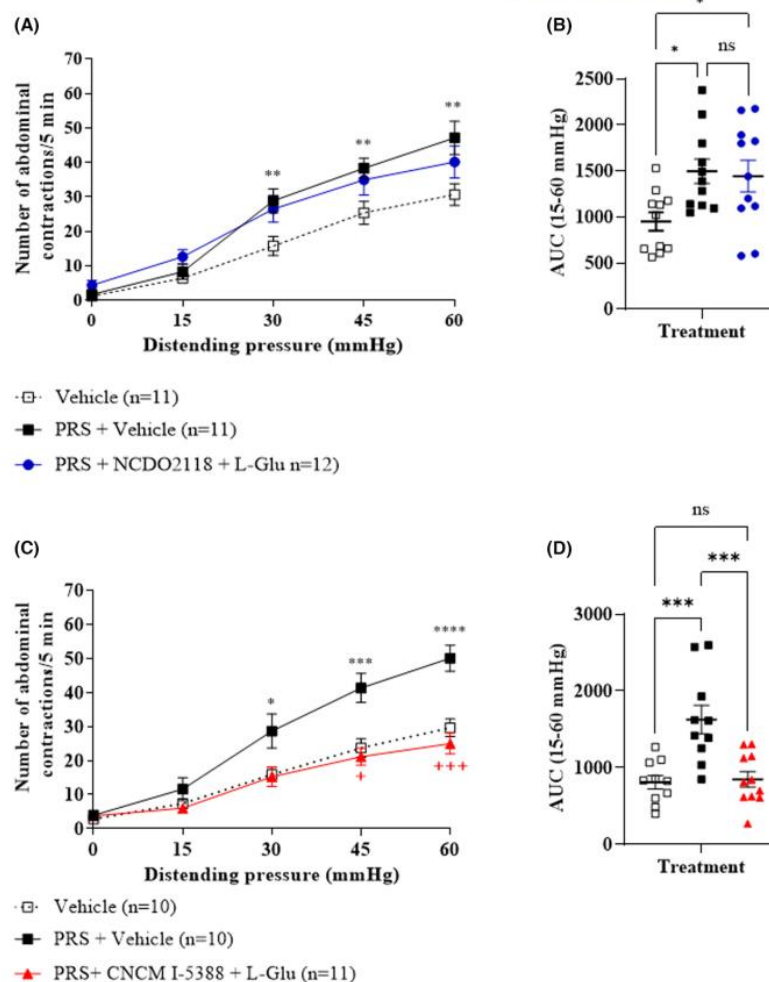 (A)
70
60
50
40
30
20
10
0
Number of abdominal
contractions/5 min
**
**
**
0 15 30 45 60
Distending pressure (mmHg)
Vehicle (n=11)
PRS + Vehicle (n=11)
PRS + NCDO2118 + L-Glu n=12)
(B)
*
*
ns
2500
2000
1500
1000
500
0
AUC (15-60 mmHg)
Treatment
(C)
70
60
50
40
30
20
10
0
Number of abdominal
contractions/5 min
*
***
****
+
+++
0 15 30 45 60
Distending pressure (mmHg)
Vehicle (n=10)
PRS + Vehicle (n=10)
PRS+ CNCM I-5388 + L-Glu (n=11)
(D)
ns
***
***
3000
2000
1000
0
AUC (15-60 mmHg)
Treatment